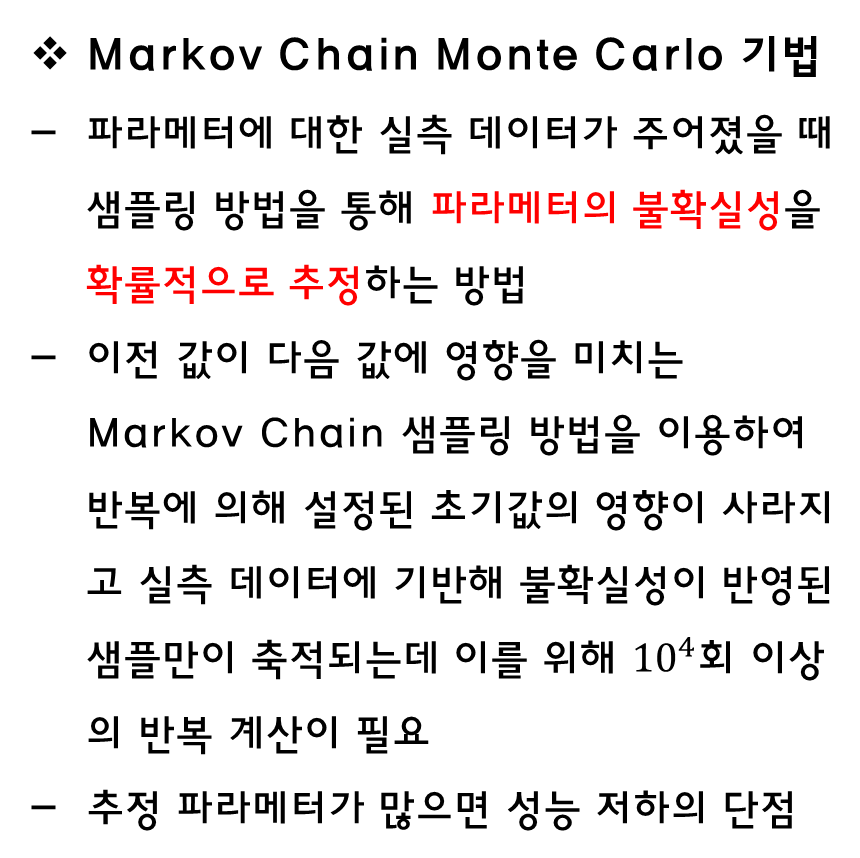 ❖ Markov Chain Monte Carlo 기법
– 파라메터에 대한 실측 데이터가 주어졌을 때
샘플링 방법을 통해 파라메터의 불확실성을
확률적으로 추정하는 방법
– 이전 값이 다음 값에 영향을 미치는
Markov Chain 샘플링 방법을 이용하여
반복에 의해 설정된 초기값의 영향이 사라지
고 실측 데이터에 기반해 불확실성이 반영된
샘플만이 축적되는데 이를 위해 10⁴회 이상
의 반복 계산이 필요
– 추정 파라메터가 많으면 성능 저하의 단점